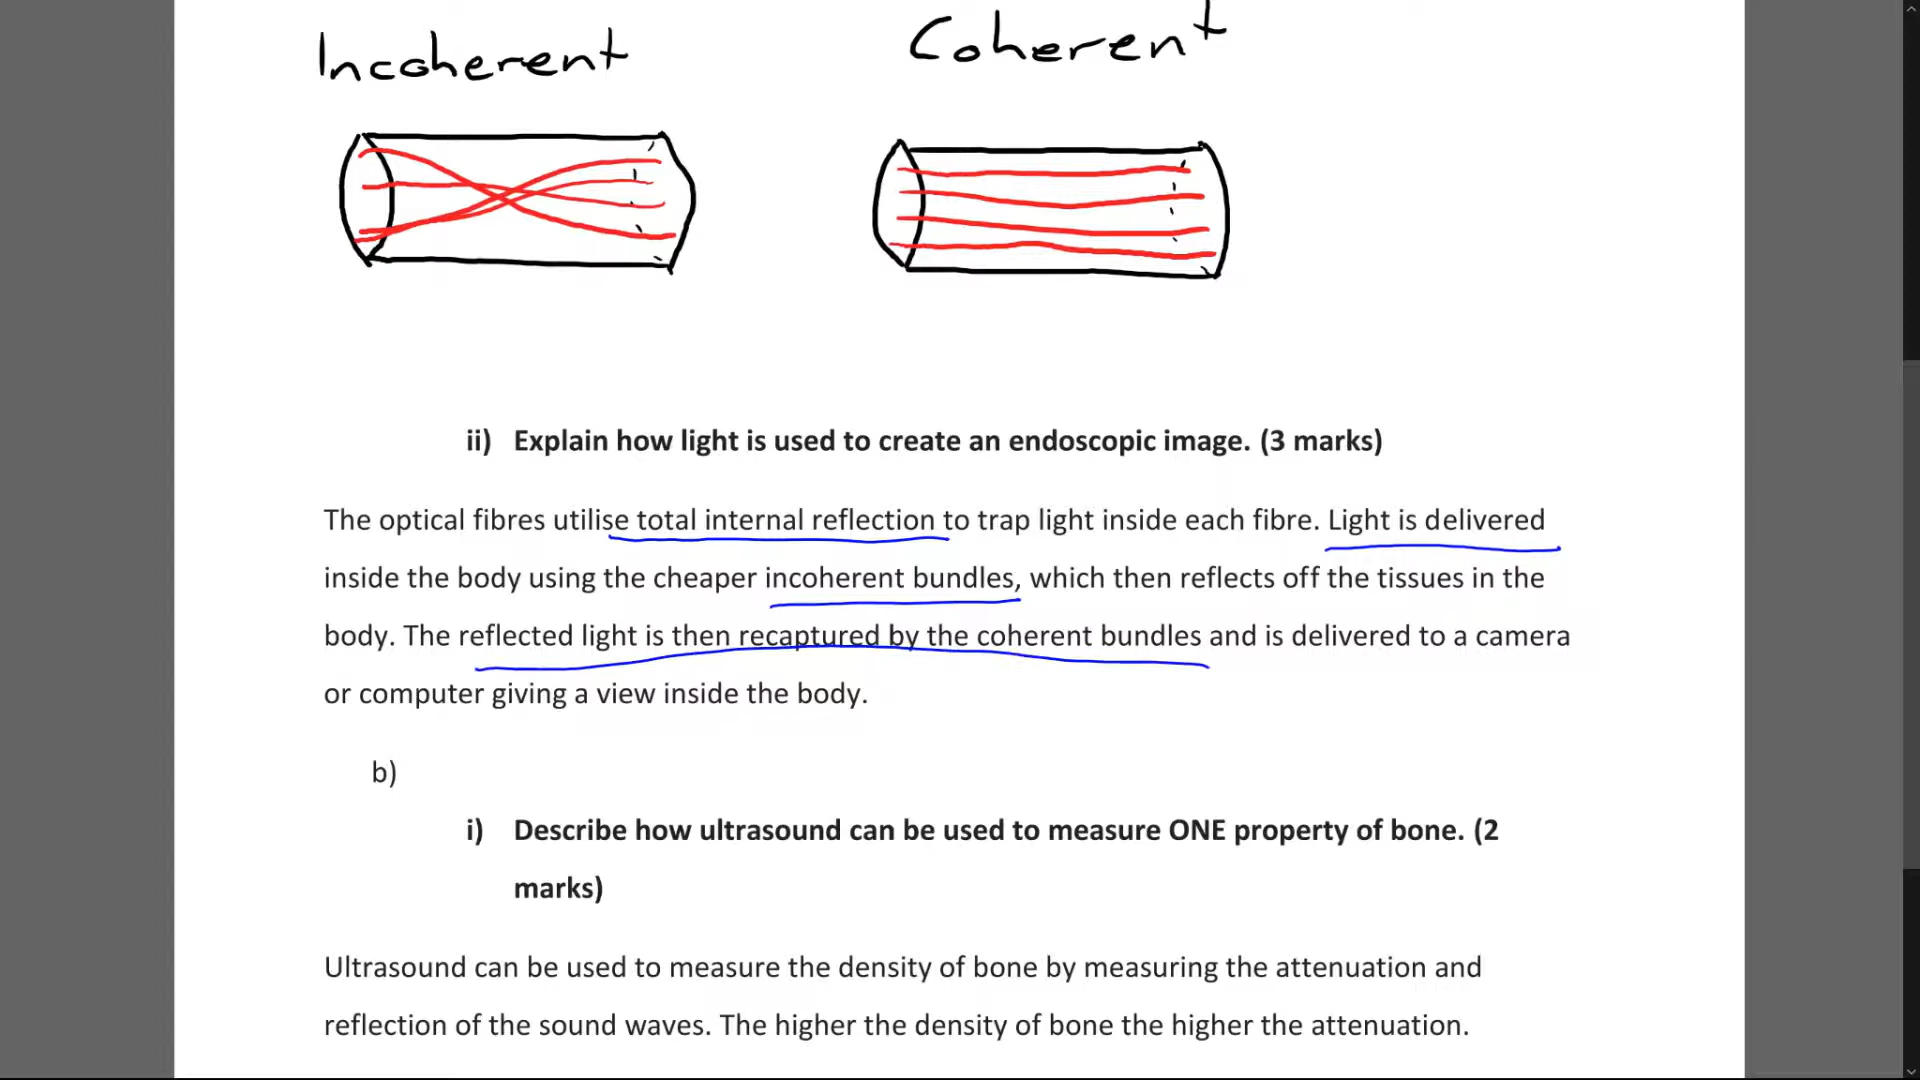 Incoherent
Coherent
ii) Explain how light is used to create an endoscopic image. (3 marks)
The optical fibres utilise total internal reflection to trap light inside each fibre. Light is delivered
inside the body using the cheaper incoherent bundles, which then reflects off the tissues in the
body. The reflected light is then recaptured by the coherent bundles and is delivered to a camera
or computer giving a view inside the body.
b)
i) Describe how ultrasound can be used to measure ONE property of bone. (2
marks)
Ultrasound can be used to measure the density of bone by measuring the attenuation and
reflection of the sound waves. The higher the density of bone the higher the attenuation.